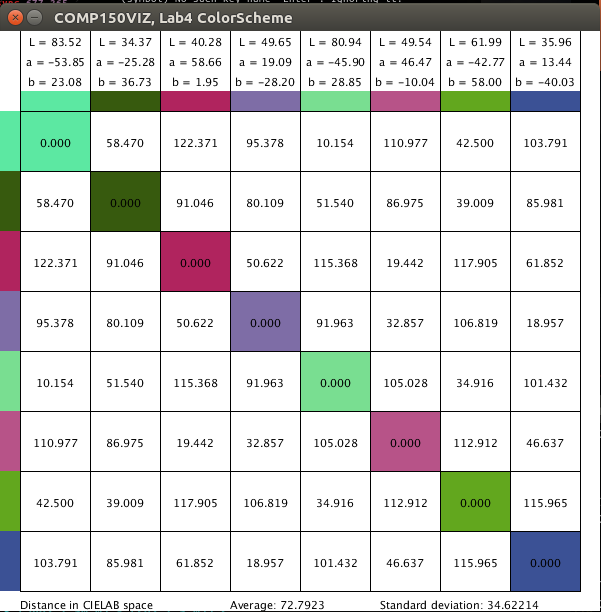 COMP150VIZ, Lab4 ColorScheme
L = 83.52 L = 34.37 L = 40.28 L = 49.65 L = 80.94 L = 49.54 L = 61.99 L = 35.96
a = −53.85 a = −25.28 a = 58.66 a = 19.09 a = −45.90 a = 46.47 a = −42.77 a = 13.44
b = 23.08 b = 36.73 b = 1.95 b = −28.20 b = 28.85 b = −10.04 b = 58.00 b = −40.03
0.000 58.470 122.371 95.378 10.154 110.977 42.500 103.791
58.470 0.000 91.046 80.109 51.540 86.975 39.009 85.981
122.371 91.046 0.000 50.622 115.368 19.442 117.905 61.852
95.378 80.109 50.622 0.000 91.963 32.857 106.819 18.957
10.154 51.540 115.368 91.963 0.000 105.028 34.916 101.432
110.977 86.975 19.442 32.857 105.028 0.000 112.912 46.637
42.500 39.009 117.905 106.819 34.916 112.912 0.000 115.965
103.791 85.981 61.852 18.957 101.432 46.637 115.965 0.000
Distance in CIELAB space Average: 72.7923 Standard deviation: 34.62214